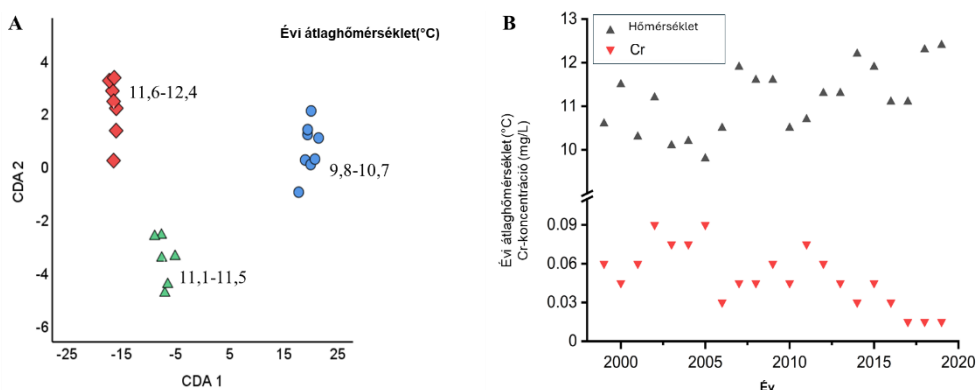 A
Évi átlaghőmérséklet(°C)
4
2
0
-2
-4
-6
CDA 2
11,6-12,4
9,8-10,7
11,1-11,5
-25
-15
-5
5
15
25
CDA 1
B
13
12
11
10
0.09
0.06
0.03
0
Évi átlaghőmérséklet (°C)
Cr-koncentráció (mg/L)
Hőmérséklet
Cr
2000
2005
2010
2015
2020
Év